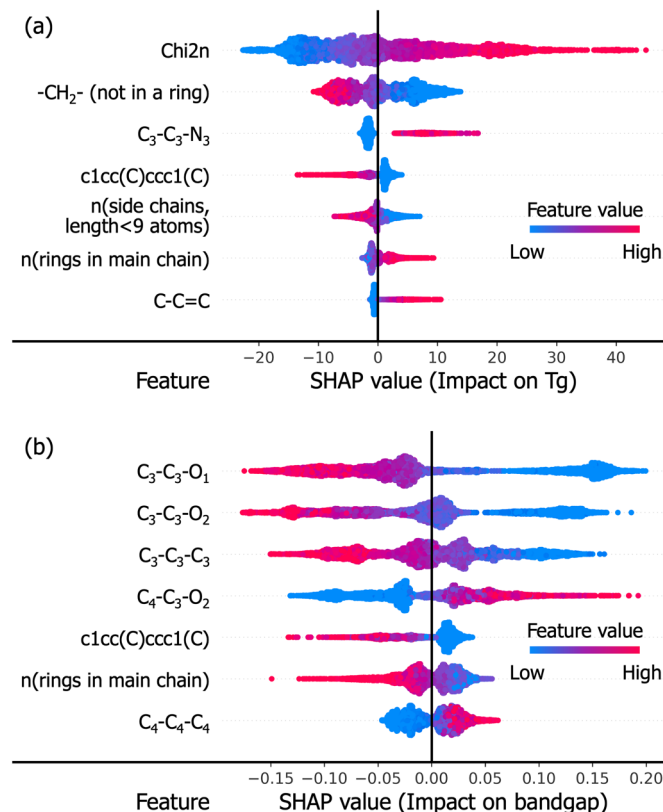 (a)
Chi2n
-CH₂- (not in a ring)
C₃-C₃-N₃
c1cc(C)ccc1(C)
n(side chains,
length<9 atoms)
n(rings in main chain)
C-C=C
Feature value
Low High
−20 −10 0 10 20 30 40
Feature SHAP value (Impact on Tg)
(b)
C₃-C₃-O₁
C₃-C₃-O₂
C₃-C₃-C₃
C₄-C₃-O₂
c1cc(C)ccc1(C)
n(rings in main chain)
C₄-C₄-C₄
Feature value
Low High
−0.15 −0.10 −0.05 0.00 0.05 0.10 0.15 0.20
Feature SHAP value (Impact on bandgap)